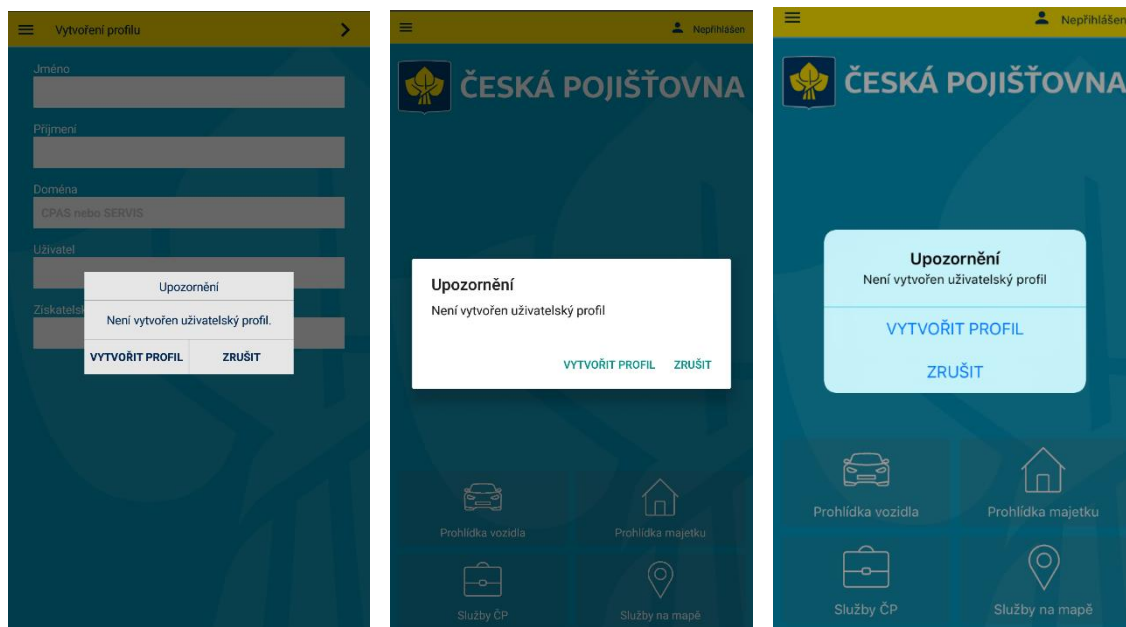 Vytvoření profilu
Jméno
Příjmení
Doména
CPAS nebo SERVIS
Uživatel
Upozornění
Není vytvořen uživatelský profil.
VYTVOŘIT PROFIL ZRUŠIT
Nepřihlášen
ČESKÁ POJIŠŤOVNA
Upozornění
Není vytvořen uživatelský profil
VYTVOŘIT PROFIL ZRUŠIT
Prohlídka vozidla Prohlídka majetku
Služby ČP Služby na mapě
Nepřihlášen
ČESKÁ POJIŠŤOVNA
Upozornění
Není vytvořen uživatelský profil
VYTVOŘIT PROFIL
ZRUŠIT
Prohlídka vozidla Prohlídka majetku
Služby ČP Služby na mapě